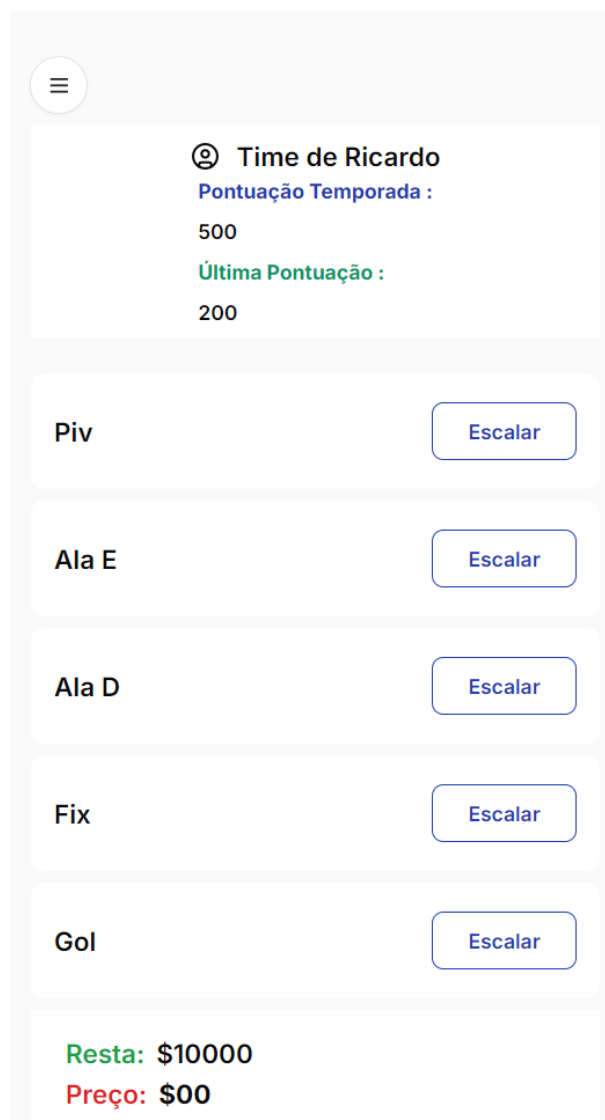 Time de Ricardo
Pontuação Temporada :
500
Última Pontuação :
200
Piv Escalar
Ala E Escalar
Ala D Escalar
Fix Escalar
Gol Escalar
Resta: $10000
Preço: $00